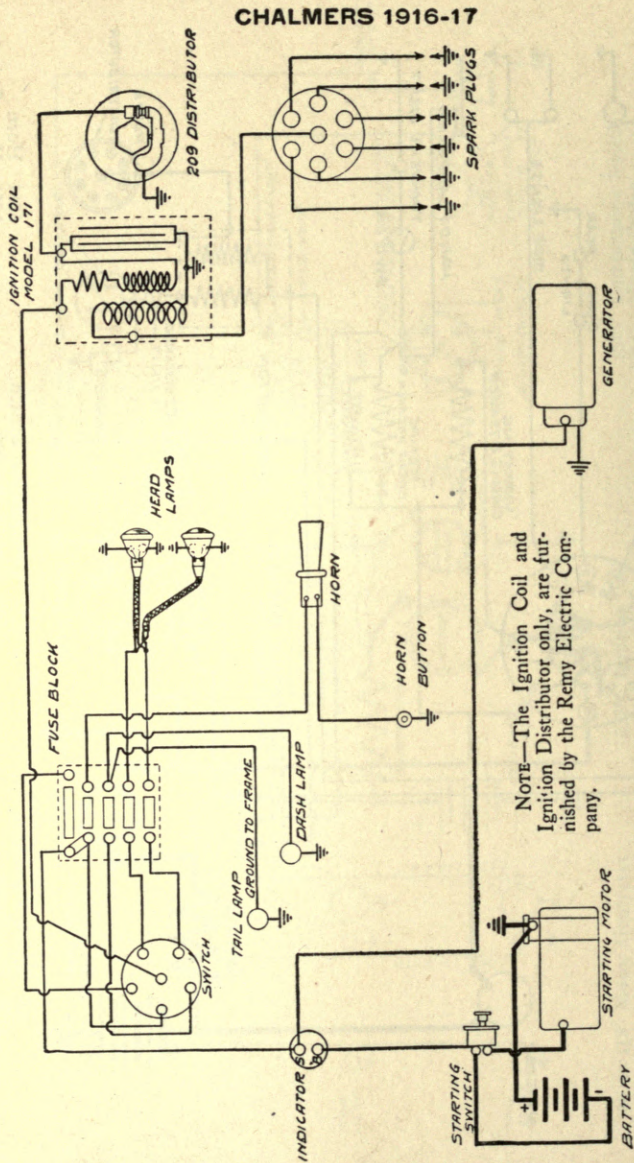 CHALMERS 1916-17
IGNITION COIL
MODEL 171
209 DISTRIBUTOR
SPARK PLUGS
GENERATOR
HEAD
LAMPS
HORN
HORN
BUTTON
FUSE BLOCK
TAIL LAMP
GROUND TO FRAME
DASH LAMP
SWITCH
INDICATOR
S
B
STARTING
SWITCH
STARTING MOTOR
BATTERY
+
-
NOTE—The Ignition Coil and
Ignition Distributor only, are fur-
nished by the Remy Electric Com-
pany.